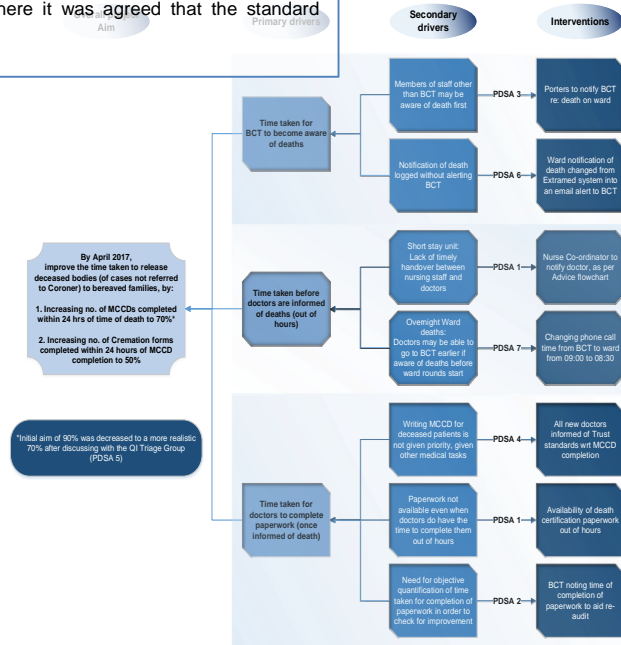 here it was agreed that the standard
Overall project
Aim
Primary drivers
Secondary
drivers
Interventions
Members of staff other
than BCT may be
aware of death first
PDSA 3
Porters to notify BCT
re: death on ward
Time taken for
BCT to become aware
of deaths
Notification of death
logged without alerting
BCT
PDSA 6
Ward notification of
death changed from
Extramed system into
an email alert to BCT
By April 2017,
improve the time taken to release
deceased bodies (of cases not referred
to Coroner) to bereaved families, by:
1. Increasing no. of MCCDs completed
within 24 hrs of time of death to 70%*
2. Increasing no. of Cremation forms
completed within 24 hours of MCCD
completion to 50%
Time taken before
doctors are informed
of deaths (out of
hours)
Short stay unit:
Lack of timely
handover between
nursing staff and
doctors
PDSA 1
Nurse Co-ordinator to
notify doctor, as per
Advice flowchart
Overnight Ward
deaths:
Doctors may be able to
go to BCT earlier if
aware of deaths before
ward rounds start
PDSA 7
Changing phone call
time from BCT to ward
from 09:00 to 08:30
*Initial aim of 90% was decreased to a more realistic
70% after discussing with the QI Triage Group
(PDSA 5)
Writing MCCD for
deceased patients is
not given priority, given
other medical tasks
PDSA 4
All new doctors
informed of Trust
standards wrt MCCD
completion
Time taken for
doctors to complete
paperwork (once
informed of death)
Paperwork not
available even when
doctors do have the
time to complete them
out of hours
PDSA 1
Availability of death
certification paperwork
out of hours
Need for objective
quantification of time
taken for completion of
paperwork in order to
check for improvement
PDSA 2
BCT noting time of
completion of
paperwork to aid re-
audit